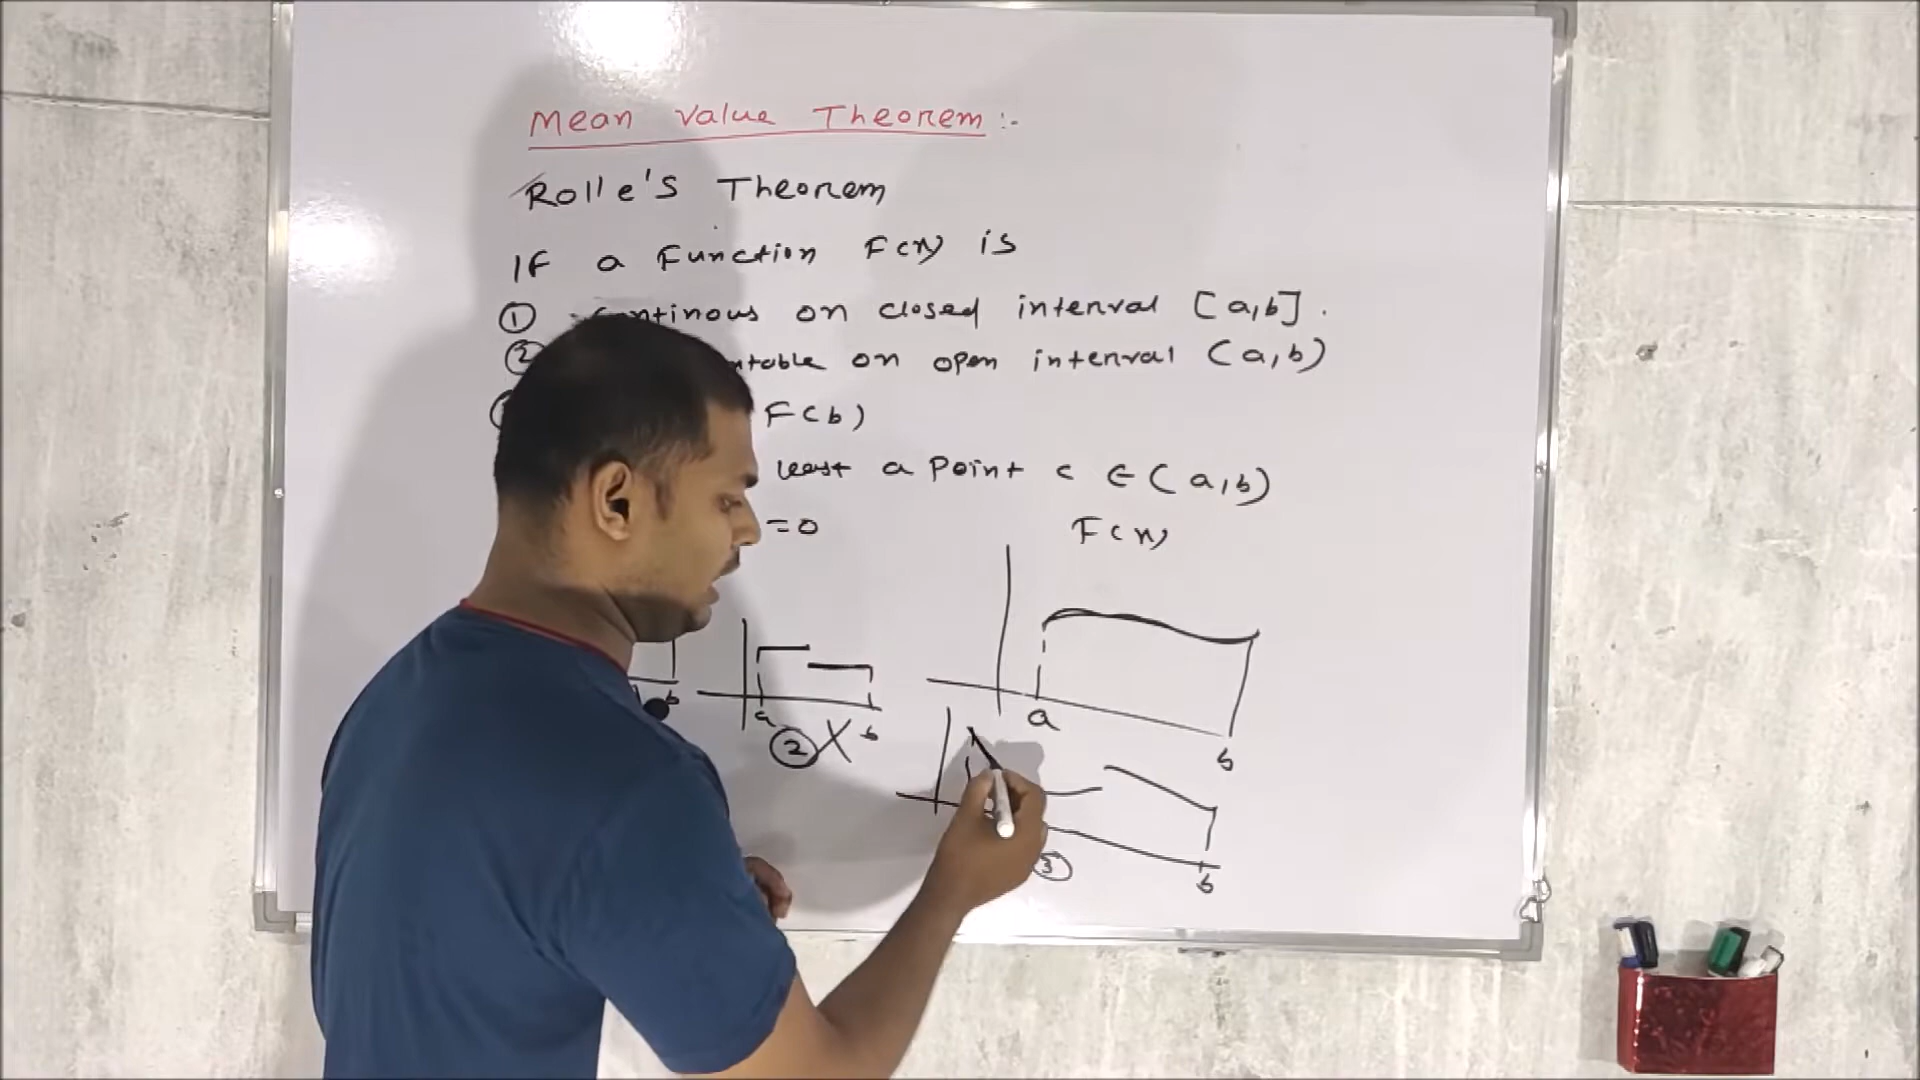 Mean Value Theorem :-
Rolle's Theorem
IF a Function F(x) is
① continous on closed interval [a,b].
② on open interval (a,b)
F(b)
least a Point c ∈ (a,b)
=0
F(x)
b
a b
② X
a
b
③
b